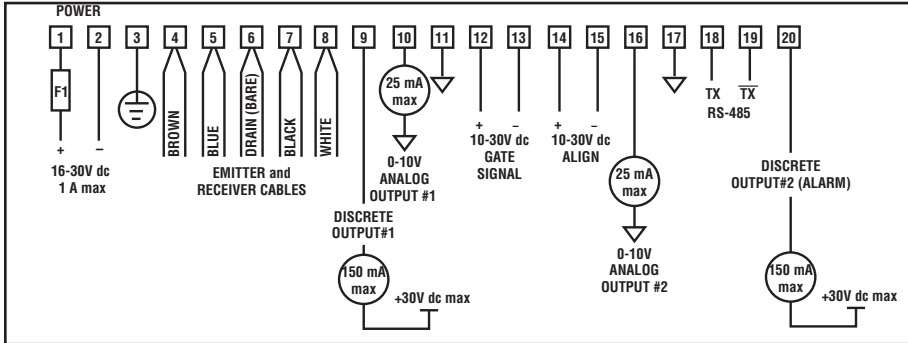 POWER
1 2 3 4 5 6 7 8 9 10 11 12 13 14 15 16 17 18 19 20
F1
+ −
16-30V dc
1 A max
BROWN
BLUE
DRAIN (BARE)
BLACK
WHITE
EMITTER and
RECEIVER CABLES
DISCRETE
OUTPUT#1
150 mA
max
+30V dc max
25 mA
max
0-10V
ANALOG
OUTPUT #1
+ −
10-30V dc
GATE
SIGNAL
+ −
10-30V dc
ALIGN
25 mA
max
0-10V
ANALOG
OUTPUT #2
TX T̅X̅
RS-485
DISCRETE
OUTPUT#2 (ALARM)
150 mA
max
+30V dc max